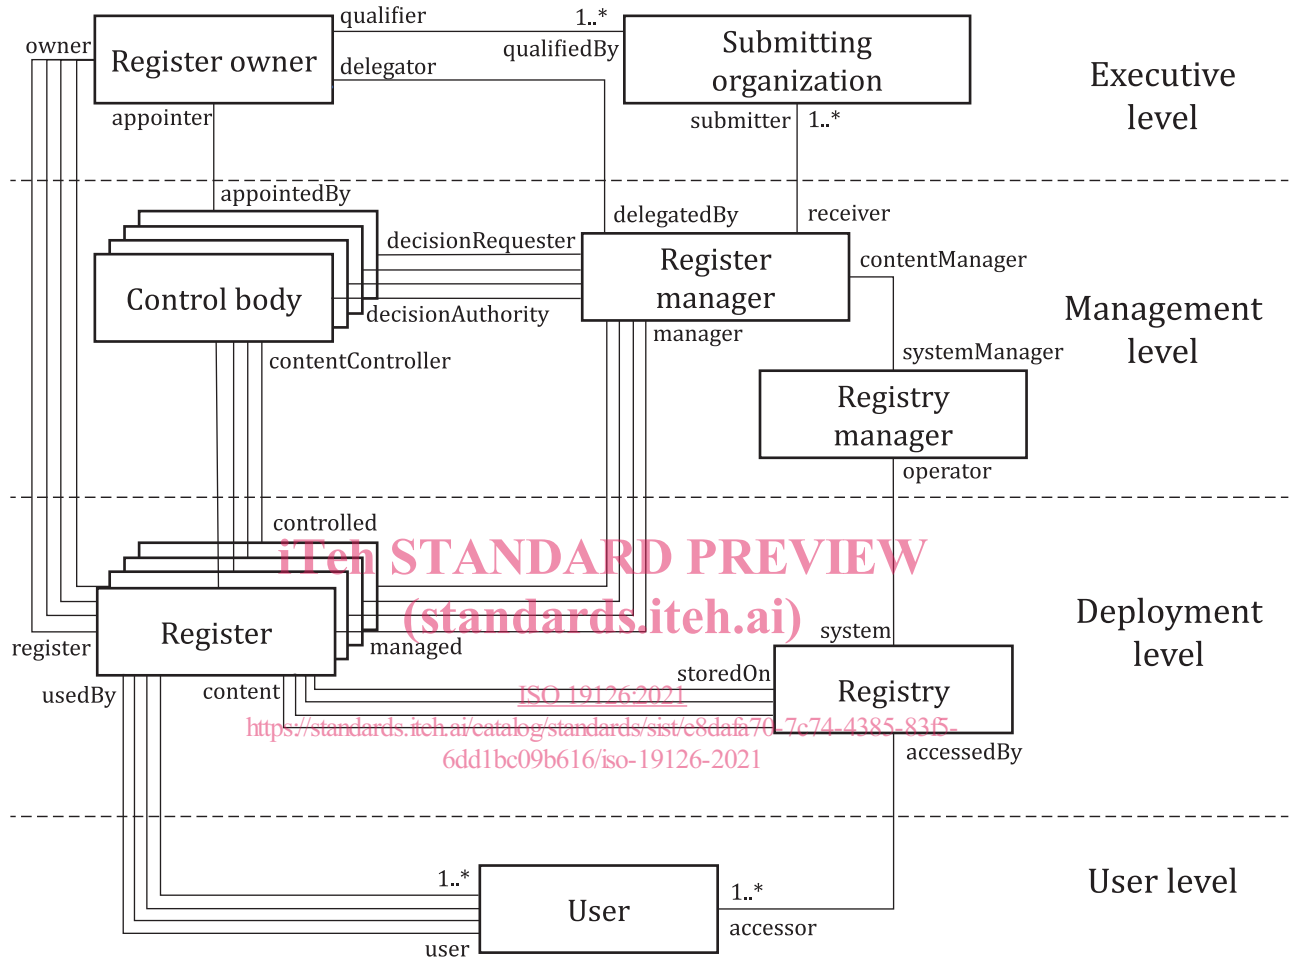 qualifier
1..*
owner
Register owner
qualifiedBy
Submitting
organization
delegator
Executive
level
appointer
submitter
1..*
appointedBy
delegatedBy
receiver
decisionRequester
Register
manager
contentManager
Control body
decisionAuthority
manager
Management
level
contentController
systemManager
Registry
manager
operator
controlled
iTeh STANDARD PREVIEW
(standards.iteh.ai)
Register
system
Deployment
level
register
managed
usedBy
content
storedOn
Registry
ISO 19126:2021
https://standards.iteh.ai/catalog/standards/sist/e8dafa70-7c74-4385-83f5-
6dd1bc09b616/iso-19126-2021
accessedBy
1..*
User
1..*
User level
accessor
user